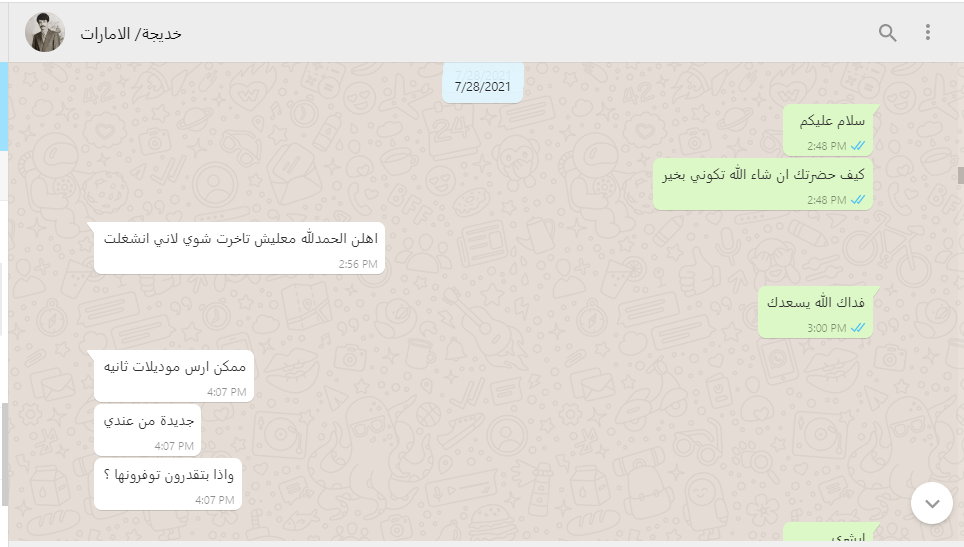 خديجة/ الامارات
7/28/2021
سلام عليكم
2:48 PM
كيف حضرتك ان شاء الله تكوني بخير
2:48 PM
اهلن الحمدلله معليش تاخرت شوي لاني انشغلت
2:56 PM
فداك الله يسعدك
3:00 PM
ممكن ارس موديلات ثانيه
4:07 PM
جديدة من عندي
4:07 PM
واذا بتقدرون توفرونها ؟
4:07 PM